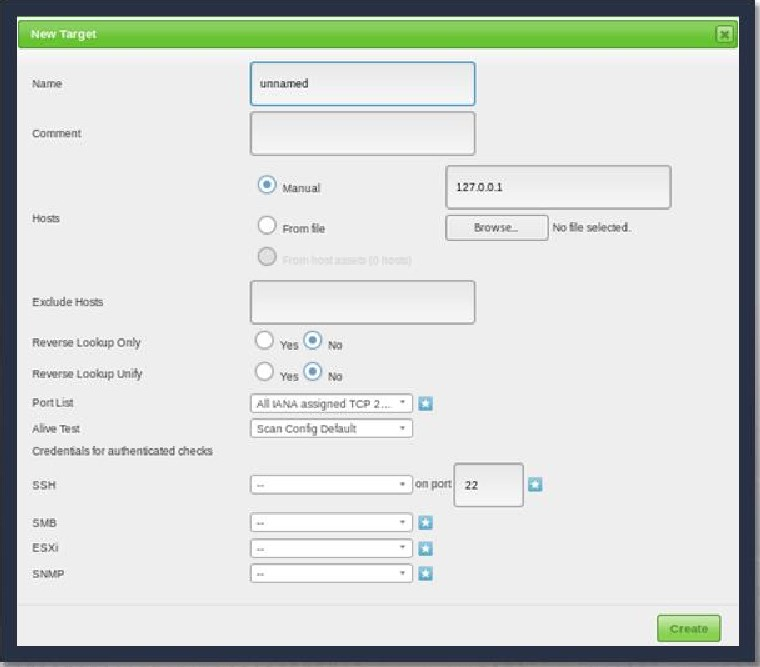 New Target
Name
unnamed
Comment
Hosts
Manual
127.0.0.1
From file
Browse..
No file selected.
From host assets (0 hosts)
Exclude Hosts
Reverse Lookup Only
Yes
No
Reverse Lookup Unify
Yes
No
Port List
All IANA assigned TCP 2...
Alive Test
Scan Config Default
Credentials for authenticated checks
SSH
--
on port
22
SMB
--
ESXi
--
SNMP
--
Create